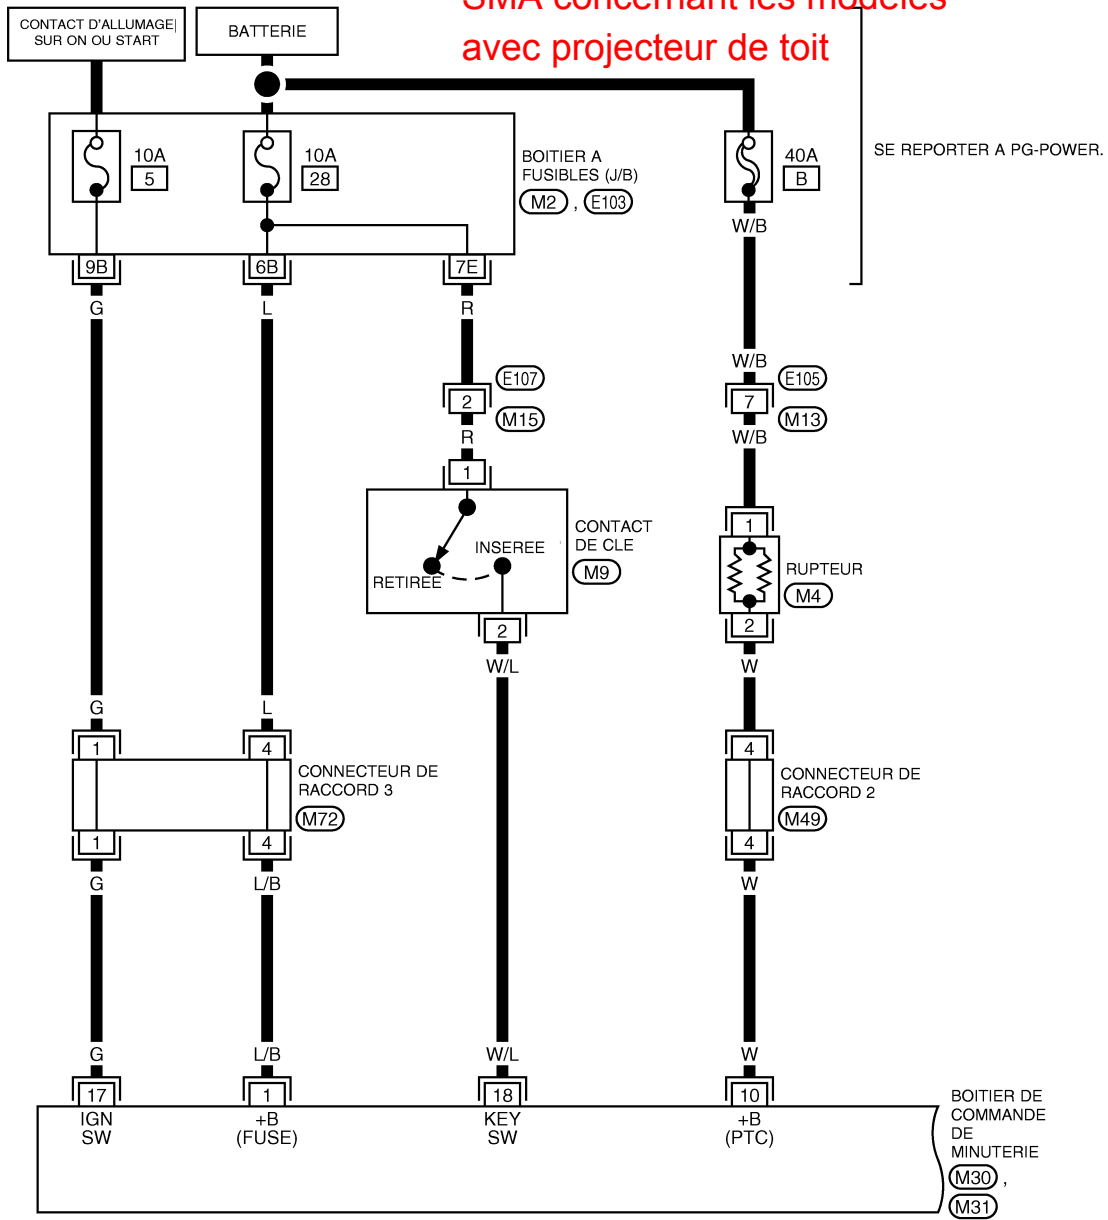 SMA concernant les modèles
avec projecteur de toit
CONTACT D'ALLUMAGE
SUR ON OU START
BATTERIE
10A
5
10A
28
BOITIER A
FUSIBLES (J/B)
M2 , E103
40A
B
SE REPORTER A PG-POWER.
W/B
9B
6B
7E
G
L
R
W/B
E107
E105
2
7
M15
M13
R
W/B
1
1
CONTACT
DE CLE
INSEREE
RETIREE
M9
RUPTEUR
M4
2
2
W/L
W
G
L
1
4
4
CONNECTEUR DE
RACCORD 3
M72
CONNECTEUR DE
RACCORD 2
M49
1
4
4
G
L/B
W
G
L/B
W/L
W
17
1
18
10
IGN
SW
+B
(FUSE)
KEY
SW
+B
(PTC)
BOITIER DE
COMMANDE
DE
MINUTERIE
M30 ,
M31